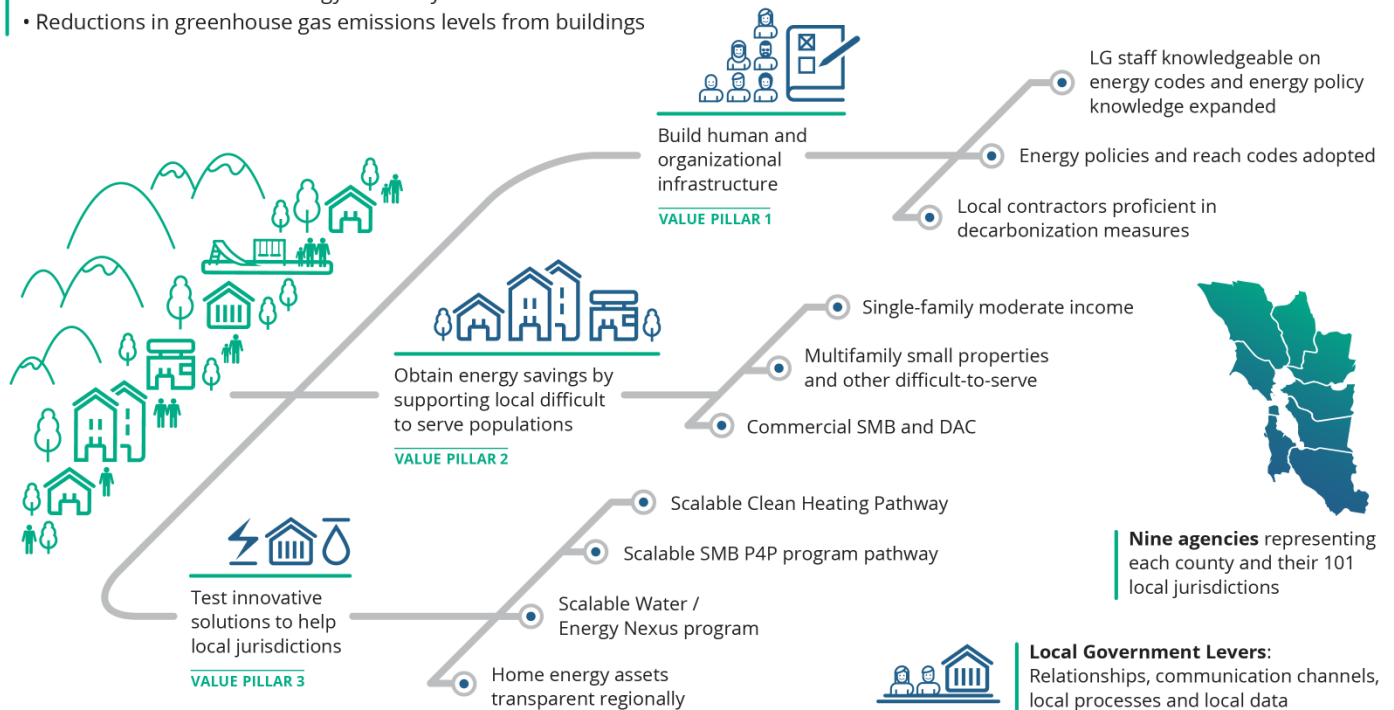 • Reductions in greenhouse gas emissions levels from buildings
Build human and
organizational
infrastructure
VALUE PILLAR 1
LG staff knowledgeable on
energy codes and energy policy
knowledge expanded
Energy policies and reach codes adopted
Local contractors proficient in
decarbonization measures
Obtain energy savings by
supporting local difficult
to serve populations
VALUE PILLAR 2
Single-family moderate income
Multifamily small properties
and other difficult-to-serve
Commercial SMB and DAC
Test innovative
solutions to help
local jurisdictions
VALUE PILLAR 3
Scalable Clean Heating Pathway
Scalable SMB P4P program pathway
Scalable Water /
Energy Nexus program
Home energy assets
transparent regionally
Nine agencies representing
each county and their 101
local jurisdictions
Local Government Levers:
Relationships, communication channels,
local processes and local data